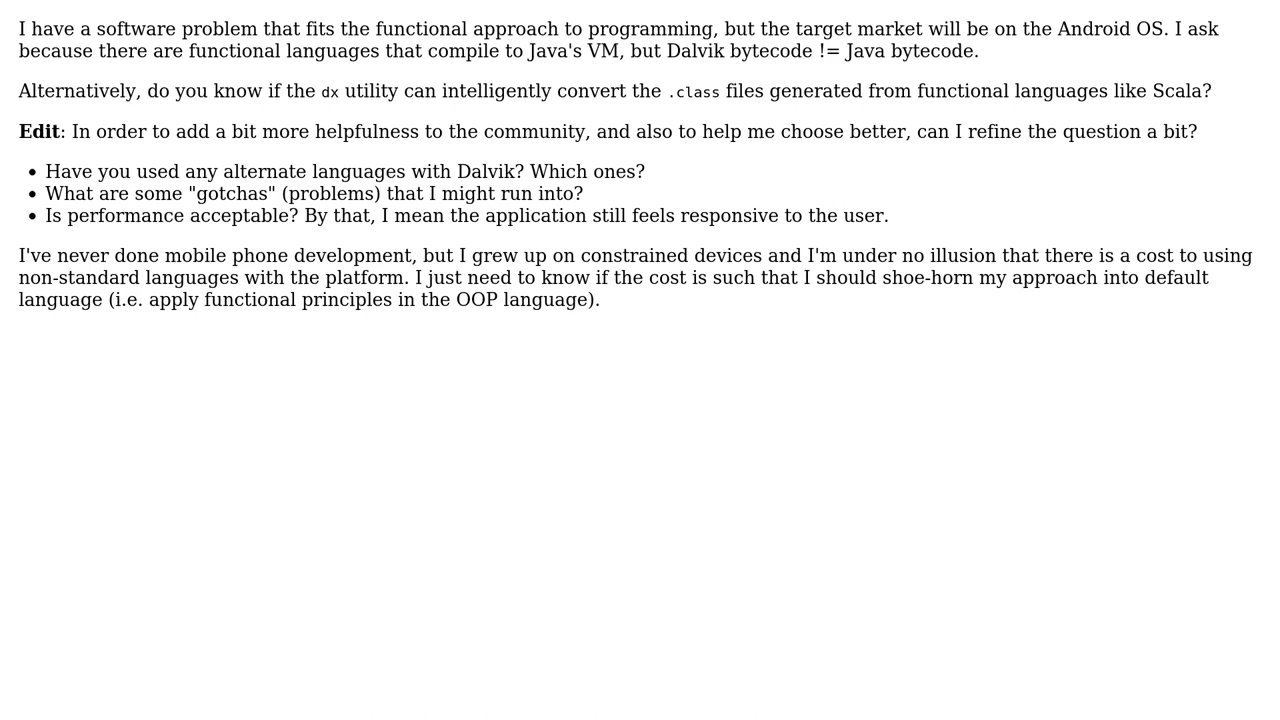 I have a software problem that fits the functional approach to programming, but the target market will be on the Android OS. I ask
because there are functional languages that compile to Java's VM, but Dalvik bytecode != Java bytecode.
Alternatively, do you know if the dx utility can intelligently convert the .class files generated from functional languages like Scala?
Edit: In order to add a bit more helpfulness to the community, and also to help me choose better, can I refine the question a bit?
• Have you used any alternate languages with Dalvik? Which ones?
• What are some "gotchas" (problems) that I might run into?
• Is performance acceptable? By that, I mean the application still feels responsive to the user.
I've never done mobile phone development, but I grew up on constrained devices and I'm under no illusion that there is a cost to using
non-standard languages with the platform. I just need to know if the cost is such that I should shoe-horn my approach into default
language (i.e. apply functional principles in the OOP language).